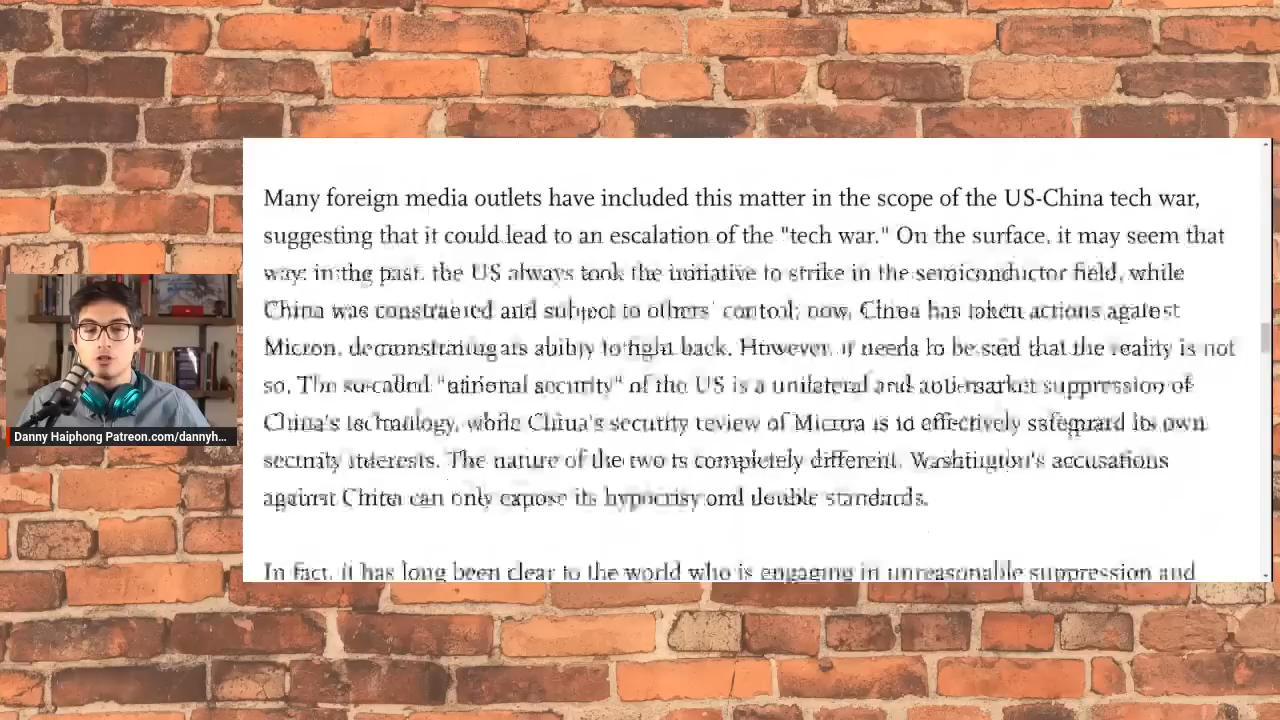 Many foreign media outlets have included this matter in the scope of the US-China tech war,
suggesting that it could lead to an escalation of the "tech war." On the surface, it may seem that
way: in the past, the US always took the initiative to strike in the semiconductor field, while
China was constrained and subject to others' control; now, China has taken actions against
Micron, demonstrating its ability to fight back. However, it needs to be said that the reality is not
so. The so-called "national security" of the US is a unilateral and anti-market suppression of
China's technology, while China's security review of Micron is to effectively safeguard its own
security interests. The nature of the two is completely different. Washington's accusations
against China can only expose its hypocrisy and double standards.
In fact, it has long been clear to the world who is engaging in unreasonable suppression and
Danny Haiphong Patreon.com/dannyh...